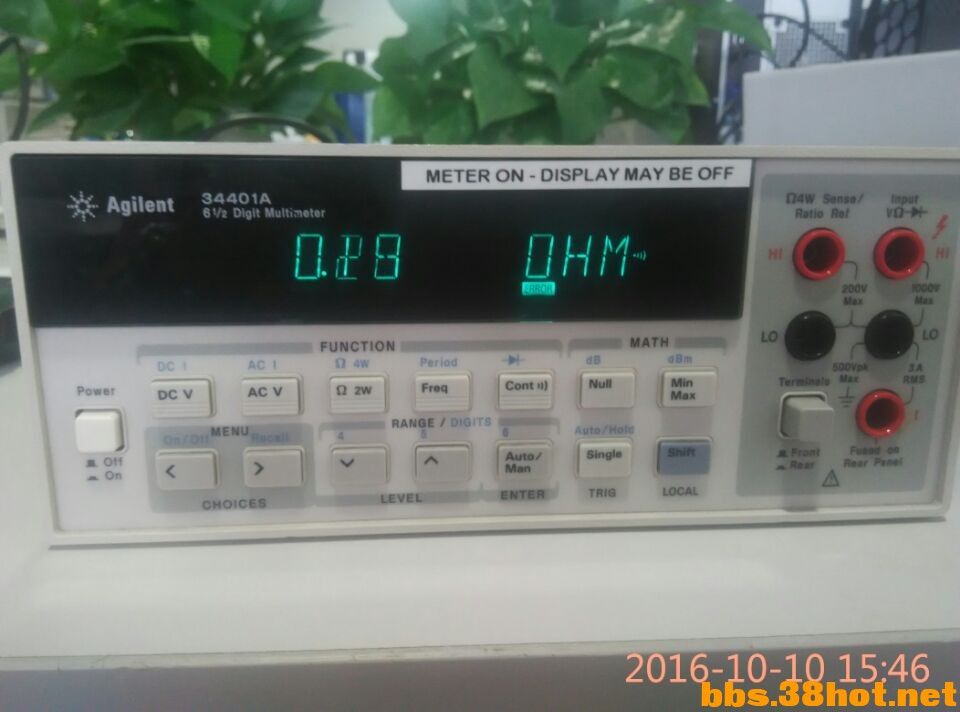 METER ON - DISPLAY MAY BE OFF
Agilent
34401A
6½ Digit Multimeter
OHM
ERROR
Ω4W Sense/
Ratio Ref
Input
VΩ
HI
HI
200V
Max
1000V
Max
LO
LO
500Vpk
Max
3A
RMS
Terminals
I
Front
Rear
Fused on
Rear Panel
FUNCTION
MATH
DC I
AC I
Ω 4W
Period
dB
dBm
Power
DC V
AC V
Ω 2W
Freq
Cont
Null
Min
Max
RANGE / DIGITS
On/Off
MENU
Recall
4
5
6
Auto/Hold
Off
On
<
>
Auto/
Man
Single
Shift
CHOICES
LEVEL
ENTER
TRIG
LOCAL
2016-10-10 15:46
bbs.38hot.net